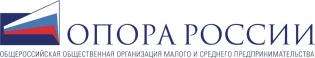 ОПОРА РОССИИ
ОБЩЕРОССИЙСКАЯ ОБЩЕСТВЕННАЯ ОРГАНИЗАЦИЯ МАЛОГО И СРЕДНЕГО ПРЕДПРИНИМАТЕЛЬСТВА